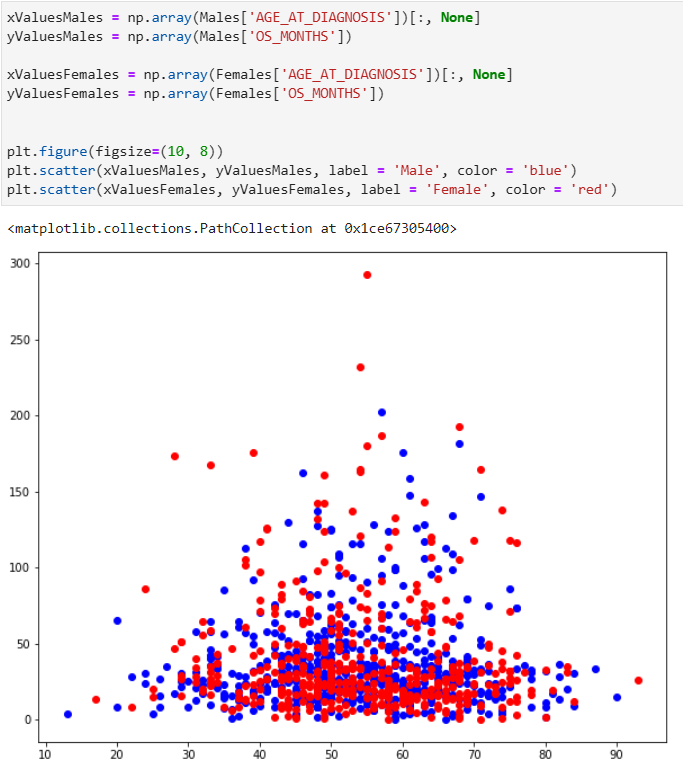 xValuesMales = np.array(Males['AGE_AT_DIAGNOSIS'])[:, None]
yValuesMales = np.array(Males['OS_MONTHS'])
xValuesFemales = np.array(Females['AGE_AT_DIAGNOSIS'])[:, None]
yValuesFemales = np.array(Females['OS_MONTHS'])
plt.figure(figsize=(10, 8))
plt.scatter(xValuesMales, yValuesMales, label = 'Male', color = 'blue')
plt.scatter(xValuesFemales, yValuesFemales, label = 'Female', color = 'red')
<matplotlib.collections.PathCollection at 0x1ce67305400>
300
250
200
150
100
50
0
10 20 30 40 50 60 70 80 90